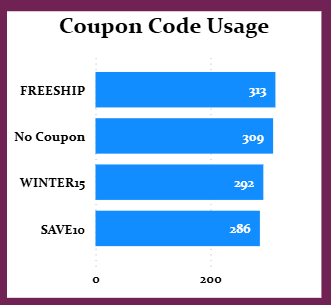 Coupon Code Usage
FREESHIP 313
No Coupon 309
WINTER15 292
SAVE10 286
0 200